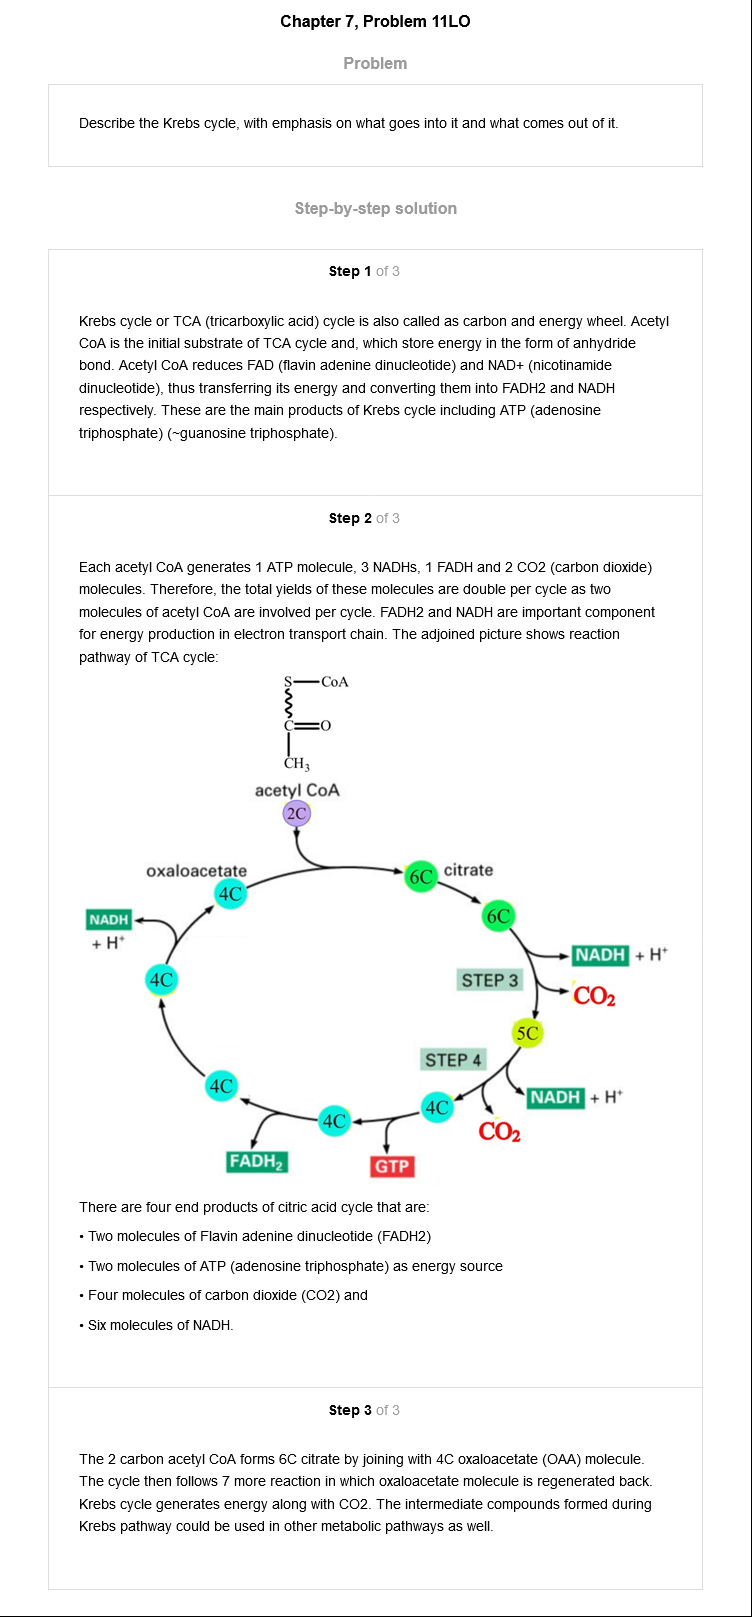 Chapter 7, Problem 11LO
Problem
Describe the Krebs cycle, with emphasis on what goes into it and what comes out of it.
Step-by-step solution
Step 1 of 3
Krebs cycle or TCA (tricarboxylic acid) cycle is also called as carbon and energy wheel. Acetyl
CoA is the initial substrate of TCA cycle and, which store energy in the form of anhydride
bond. Acetyl CoA reduces FAD (flavin adenine dinucleotide) and NAD+ (nicotinamide
dinucleotide), thus transferring its energy and converting them into FADH2 and NADH
respectively. These are the main products of Krebs cycle including ATP (adenosine
triphosphate) (~guanosine triphosphate).
Step 2 of 3
Each acetyl CoA generates 1 ATP molecule, 3 NADHs, 1 FADH and 2 CO2 (carbon dioxide)
molecules. Therefore, the total yields of these molecules are double per cycle as two
molecules of acetyl CoA are involved per cycle. FADH2 and NADH are important component
for energy production in electron transport chain. The adjoined picture shows reaction
pathway of TCA cycle:
S—CoA
C=O
CH3
acetyl CoA
2C
oxaloacetate
4C
6C citrate
6C
NADH
+ H⁺
NADH + H⁺
4C
STEP 3
CO2
5C
STEP 4
4C
NADH + H⁺
4C
4C
CO2
FADH2
GTP
There are four end products of citric acid cycle that are:
• Two molecules of Flavin adenine dinucleotide (FADH2)
• Two molecules of ATP (adenosine triphosphate) as energy source
• Four molecules of carbon dioxide (CO2) and
• Six molecules of NADH.
Step 3 of 3
The 2 carbon acetyl CoA forms 6C citrate by joining with 4C oxaloacetate (OAA) molecule.
The cycle then follows 7 more reaction in which oxaloacetate molecule is regenerated back.
Krebs cycle generates energy along with CO2. The intermediate compounds formed during
Krebs pathway could be used in other metabolic pathways as well.